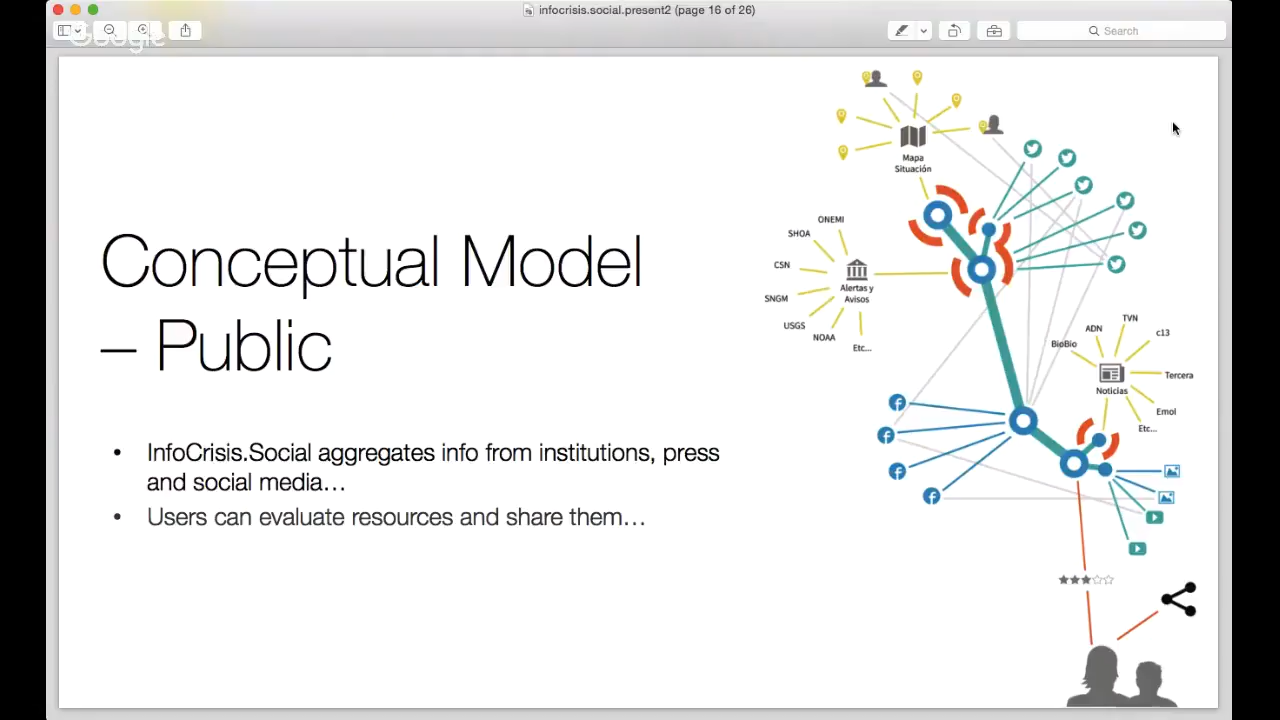 infocrisis.social.present2 (page 16 of 26)
Google
Search
Mapa
Situación
ONEMI
SHOA
CSN
SNGM
USGS
NOAA
Etc...
Alertas y
Avisos
Conceptual Model
– Public
TVN
ADN
c13
BioBio
Tercera
Noticias
Emol
Etc...
• InfoCrisis.Social aggregates info from institutions, press
and social media…
• Users can evaluate resources and share them…